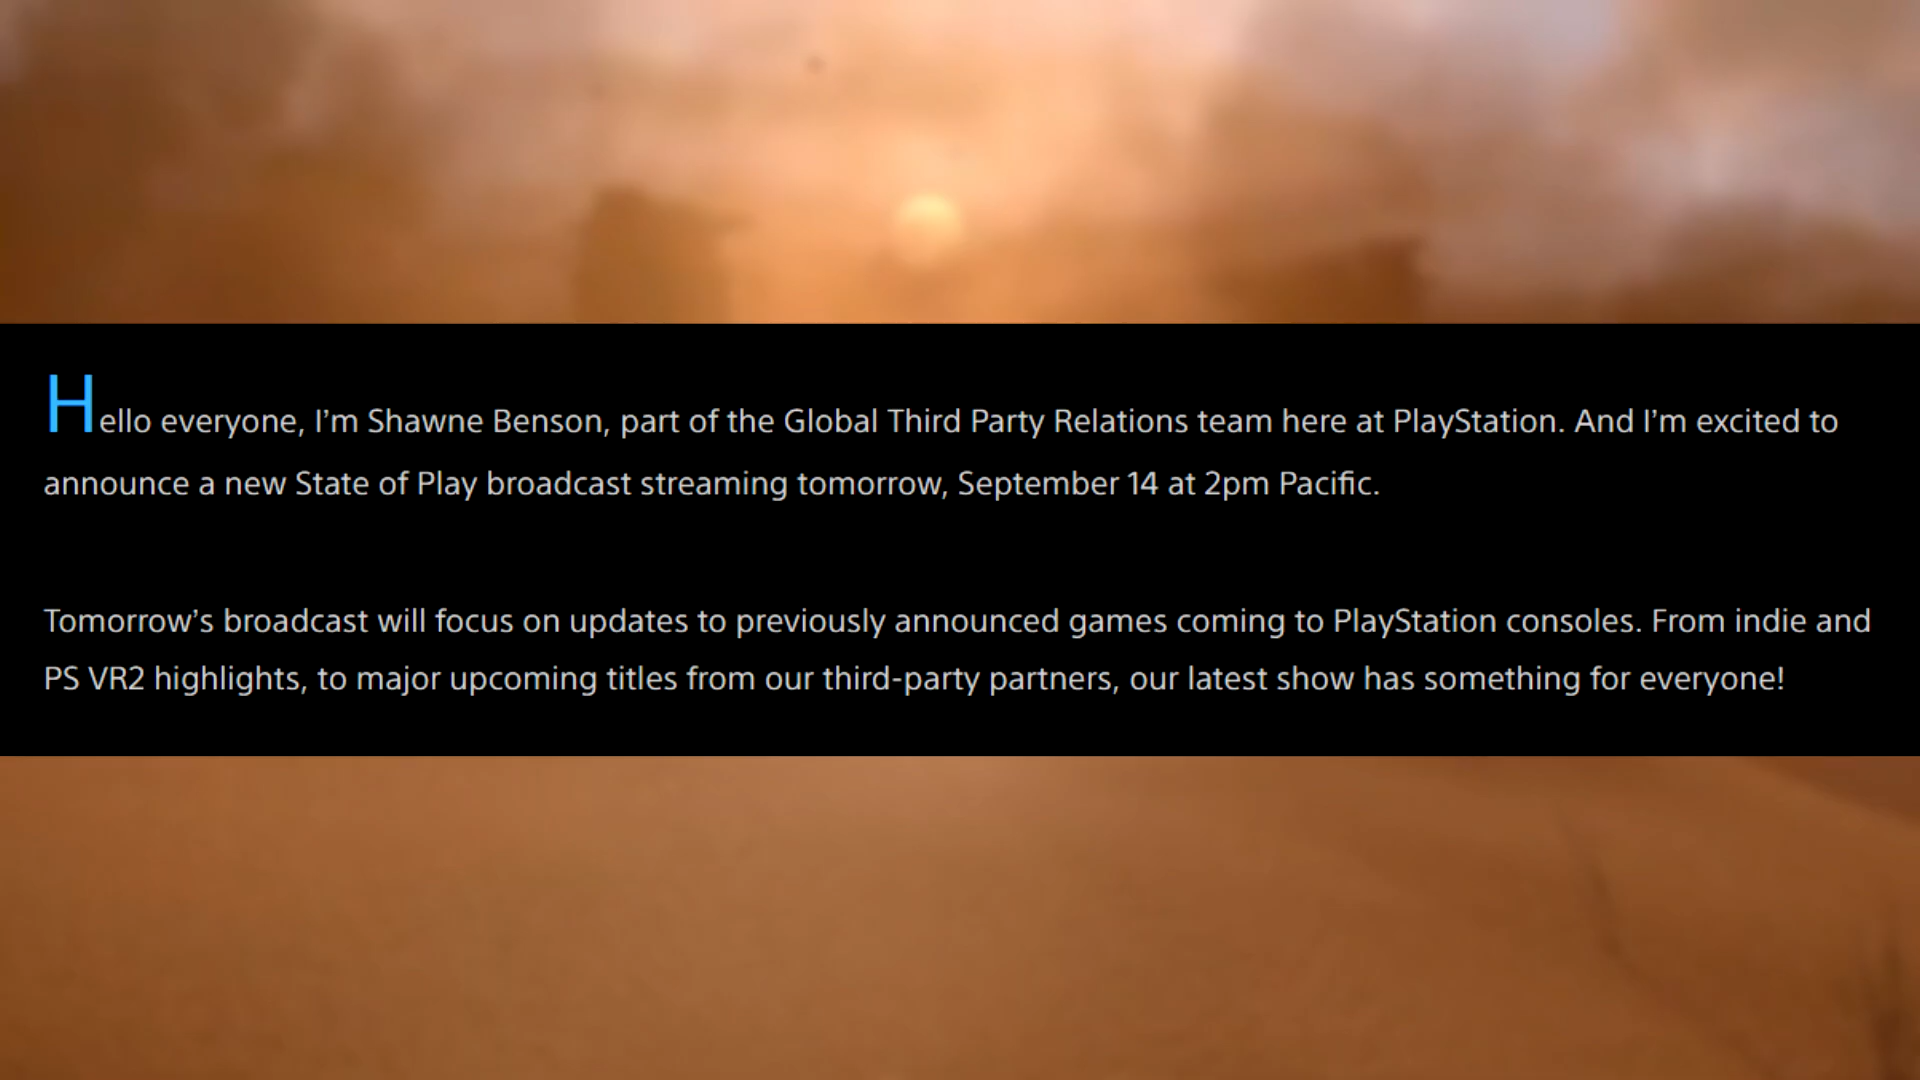 Hello everyone, I’m Shawne Benson, part of the Global Third Party Relations team here at PlayStation. And I’m excited to
announce a new State of Play broadcast streaming tomorrow, September 14 at 2pm Pacific.
Tomorrow’s broadcast will focus on updates to previously announced games coming to PlayStation consoles. From indie and
PS VR2 highlights, to major upcoming titles from our third-party partners, our latest show has something for everyone!